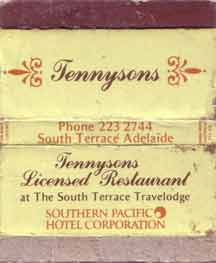 Tennysons
Phone 223 2744
South Terrace Adelaide
Tennysons
Licensed Restaurant
at The South Terrace Travelodge
SOUTHERN PACIFIC
HOTEL CORPORATION